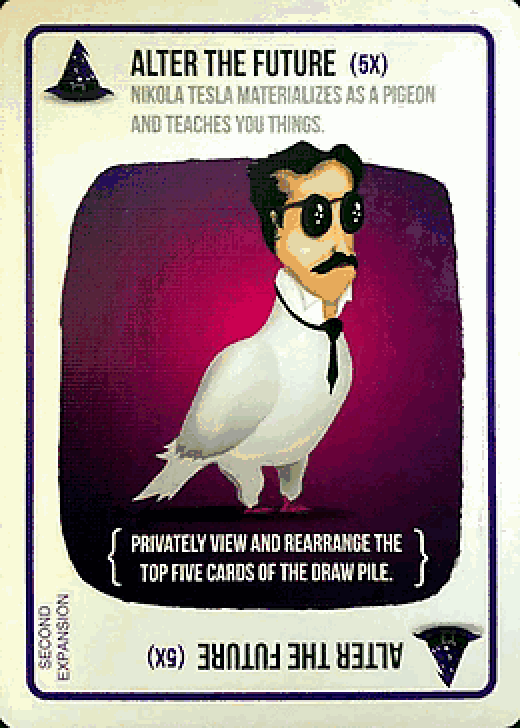 ALTER THE FUTURE (5X)
NIKOLA TESLA MATERIALIZES AS A PIGEON
AND TEACHES YOU THINGS.
{ PRIVATELY VIEW AND REARRANGE THE
TOP FIVE CARDS OF THE DRAW PILE. }
SECOND
EXPANSION
ALTER THE FUTURE (5X)